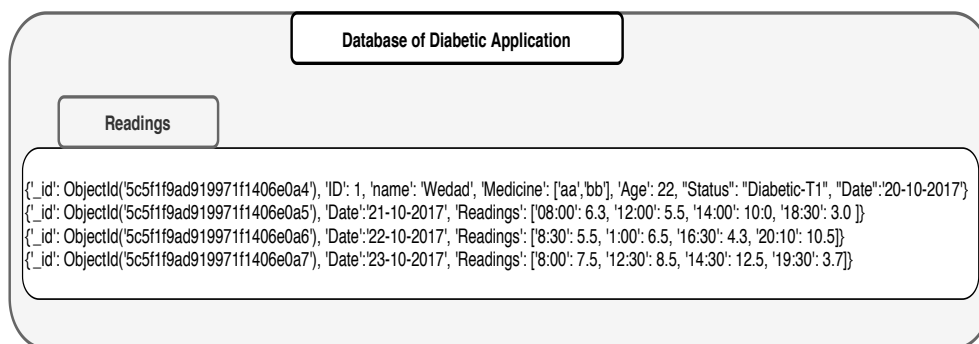 Database of Diabetic Application
Readings
{'_id': ObjectId('5c5f1f9ad919971f1406e0a4'), 'ID': 1, 'name': 'Wedad', 'Medicine': ['aa','bb'], 'Age': 22, "Status": "Diabetic-T1", "Date":'20-10-2017'}
{'_id': ObjectId('5c5f1f9ad919971f1406e0a5'), 'Date':'21-10-2017', 'Readings': ['08:00': 6.3, '12:00': 5.5, '14:00': 10:0, '18:30': 3.0 ]}
{'_id': ObjectId('5c5f1f9ad919971f1406e0a6'), 'Date':'22-10-2017', 'Readings': ['8:30': 5.5, '1:00': 6.5, '16:30': 4.3, '20:10': 10.5]}
{'_id': ObjectId('5c5f1f9ad919971f1406e0a7'), 'Date':'23-10-2017', 'Readings': ['8:00': 7.5, '12:30': 8.5, '14:30': 12.5, '19:30': 3.7]}